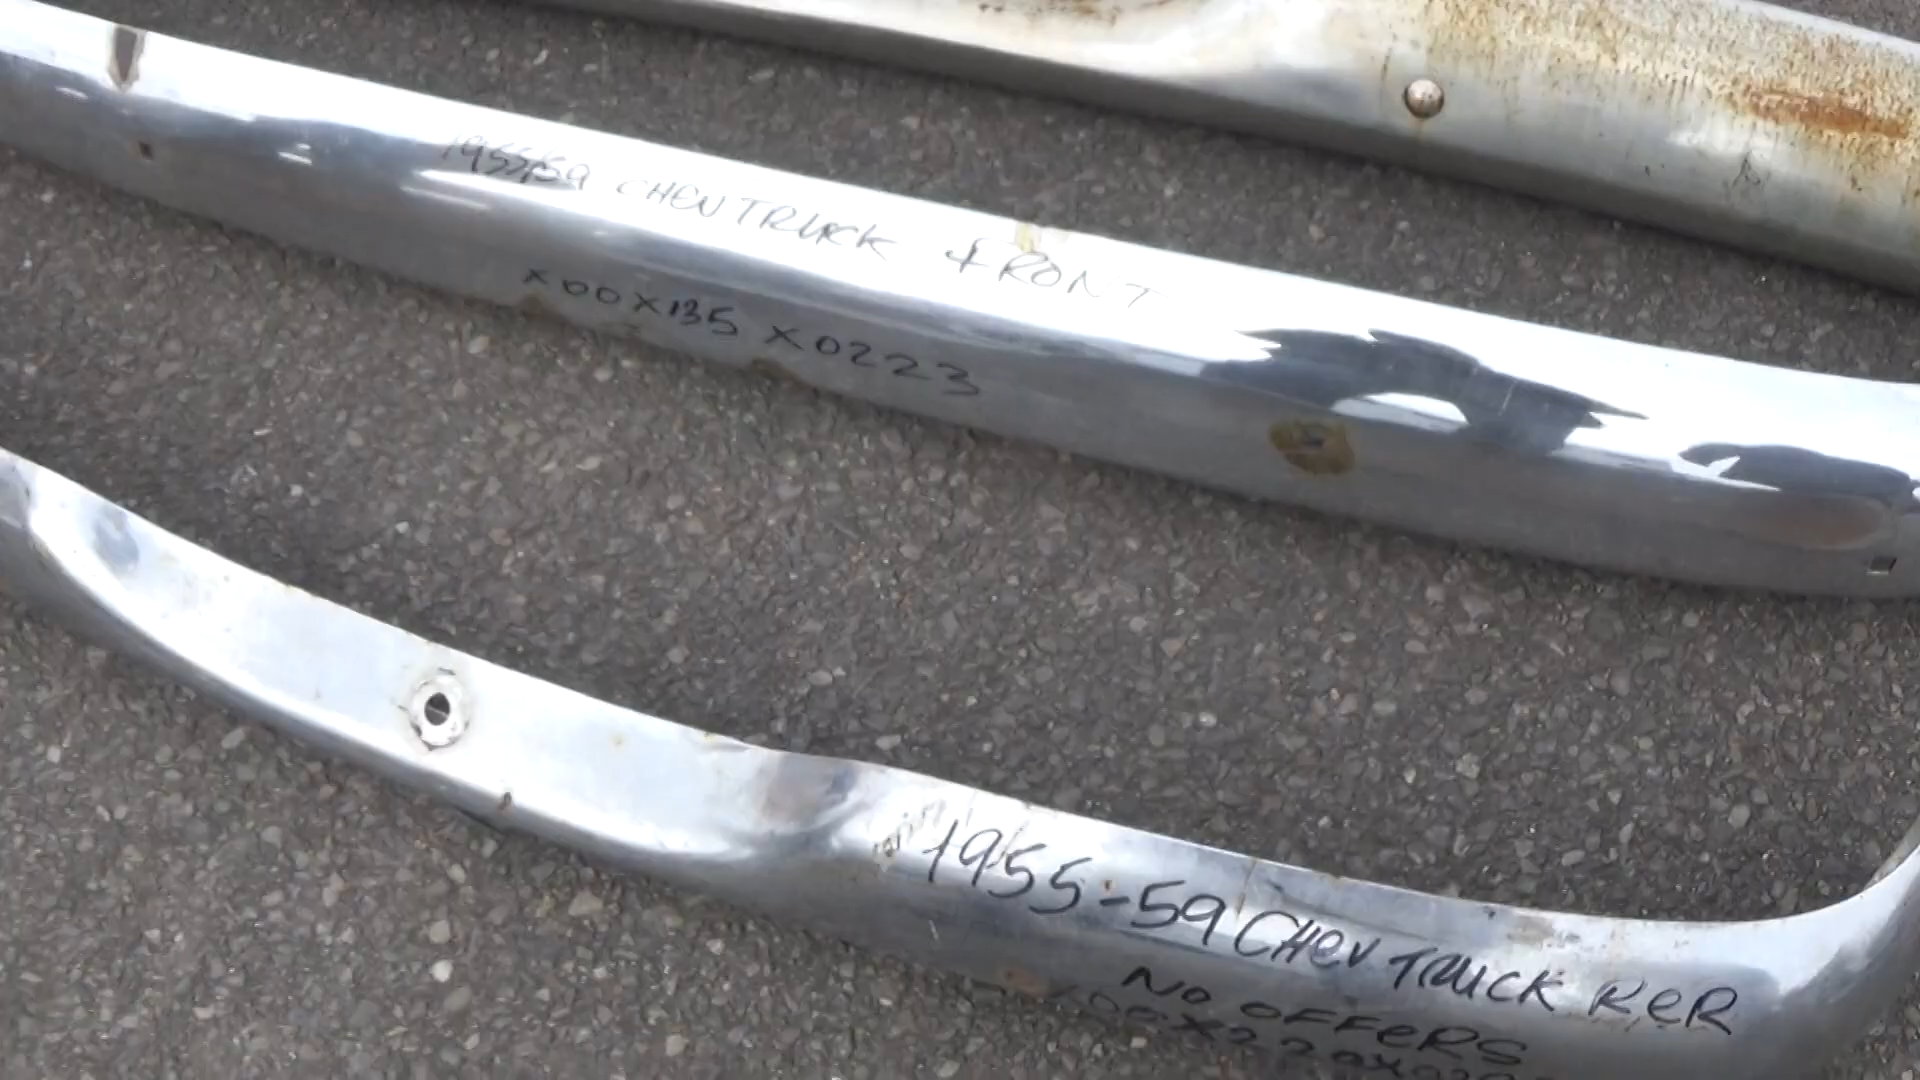 1955/59 CHEV TRUCK FRONT
X00X135 X0223
1955-59 CHEV TRUCK ReR
NO OFFERS